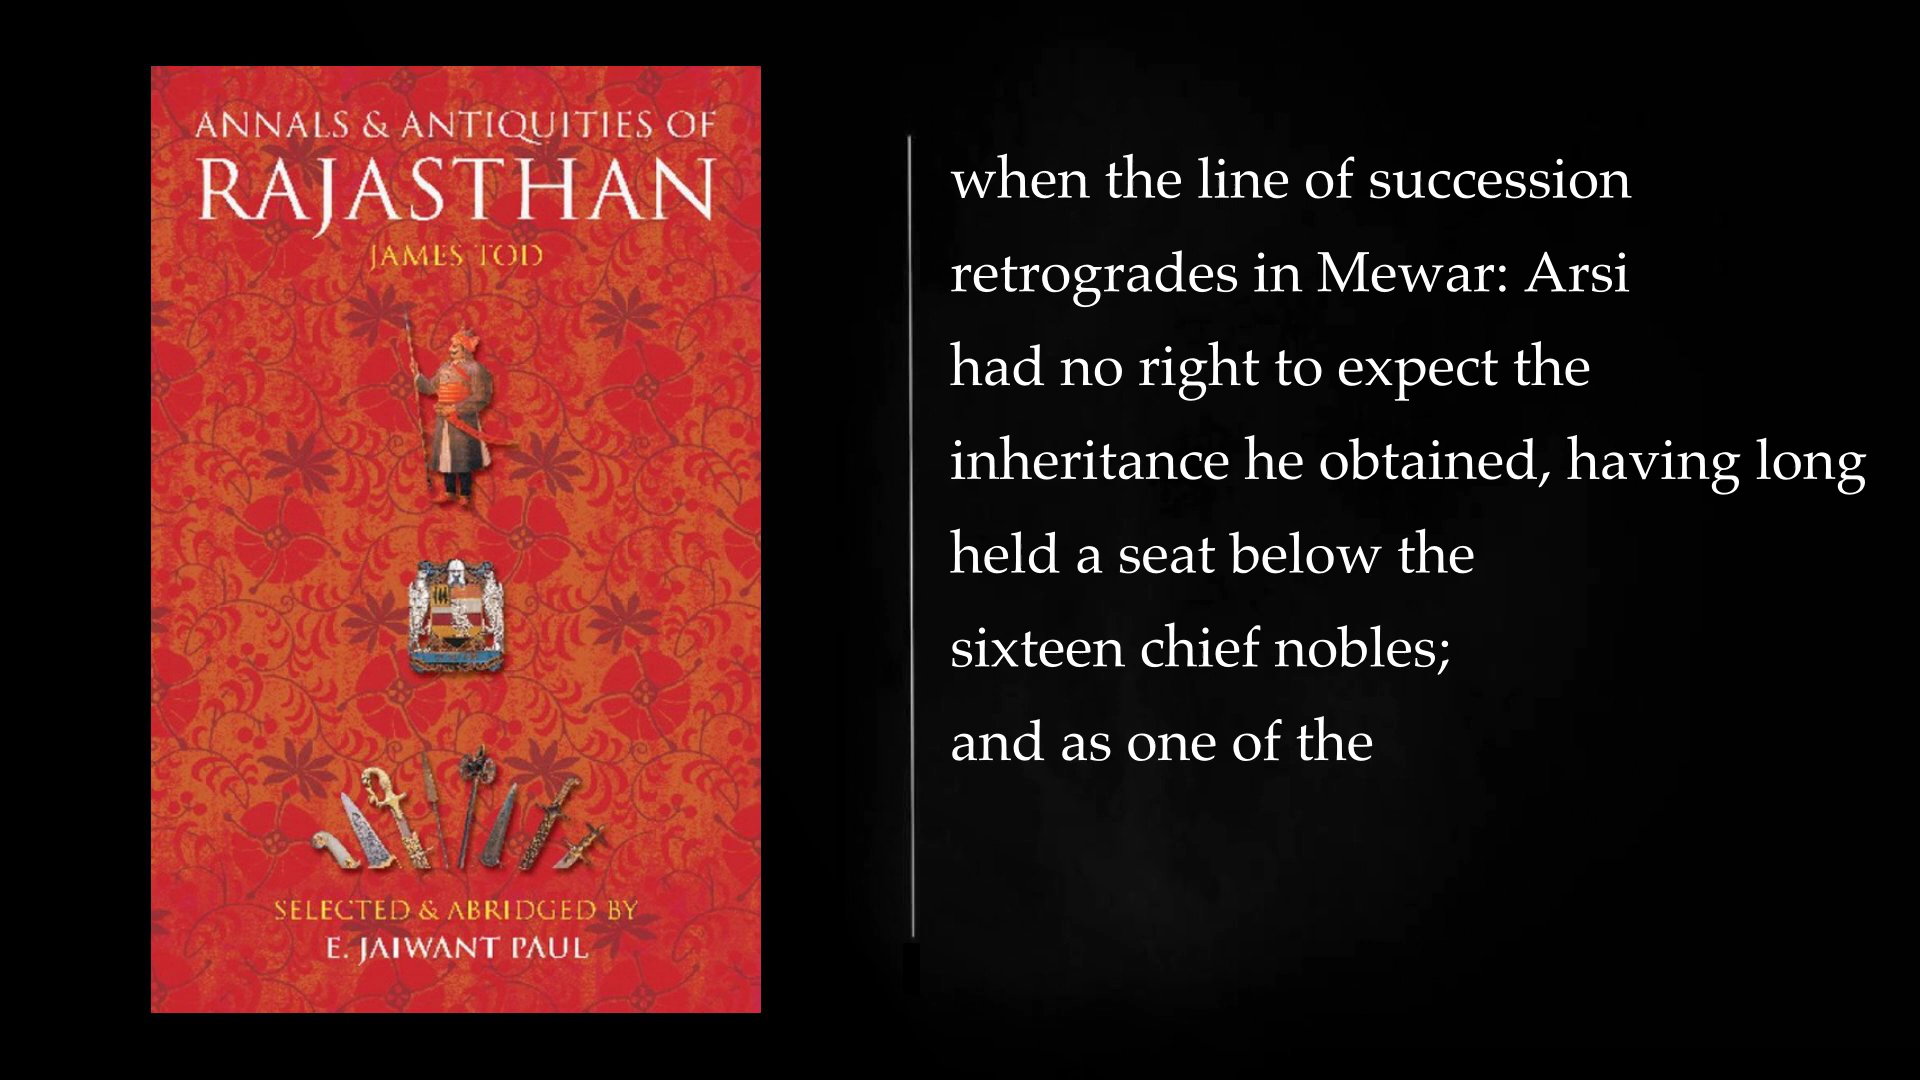 ANNALS & ANTIQUITIES OF
RAJASTHAN
JAMES TOD
SELECTED & ABRIDGED BY
E. JAIWANT PAUL
when the line of succession
retrogrades in Mewar: Arsi
had no right to expect the
inheritance he obtained, having long
held a seat below the
sixteen chief nobles;
and as one of the